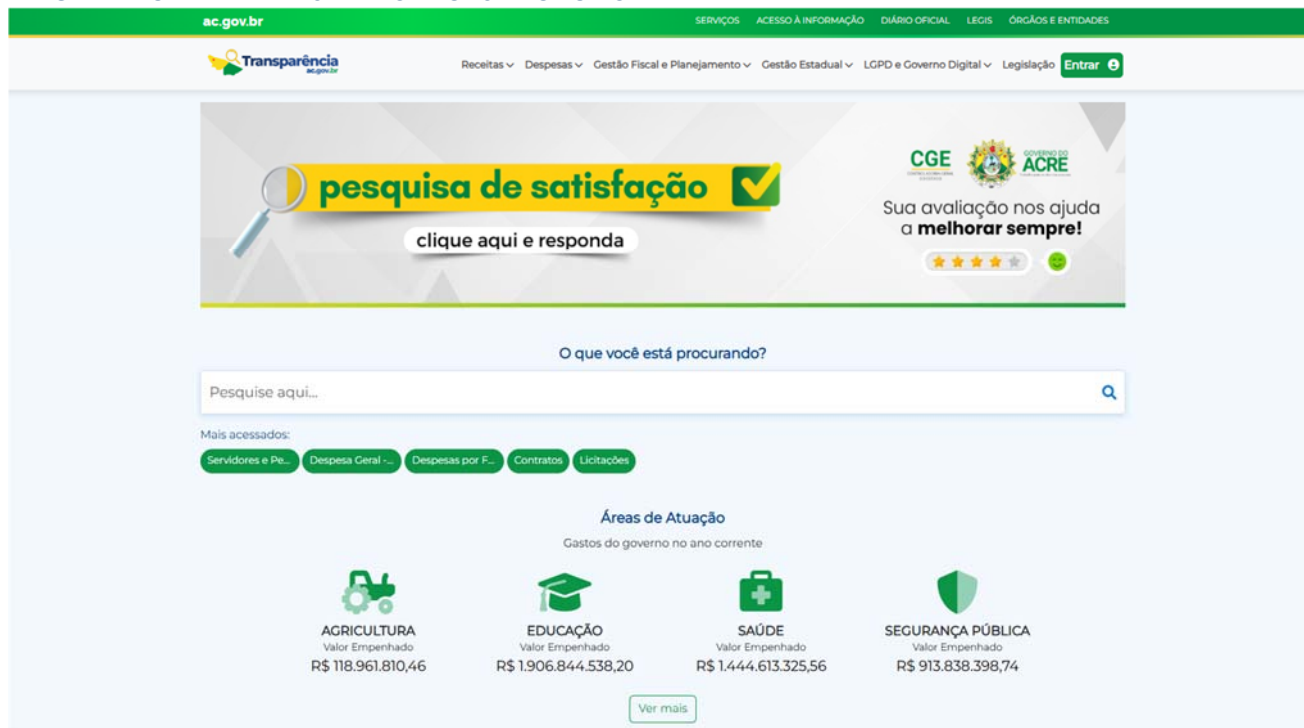 ac.gov.br SERVIÇOS ACESSO À INFORMAÇÃO DIÁRIO OFICIAL LEGIS ÓRGÃOS E ENTIDADES
Transparência
ac.gov.br
Receitas Despesas Gestão Fiscal e Planejamento Gestão Estadual LGPD e Governo Digital Legislação Entrar
pesquisa de satisfação
clique aqui e responda
CGE
GOVERNO DO
ACRE
Sua avaliação nos ajuda
a melhorar sempre!
O que você está procurando?
Pesquise aqui...
Mais acessados:
Servidores e Pe... Despesa Geral -... Despesas por F... Contratos Licitações
Áreas de Atuação
Gastos do governo no ano corrente
AGRICULTURA EDUCAÇÃO SAÚDE SEGURANÇA PÚBLICA
Valor Empenhado Valor Empenhado Valor Empenhado Valor Empenhado
R$ 118.961.810,46 R$ 1.906.844.538,20 R$ 1.444.613.325,56 R$ 913.838.398,74
Ver mais